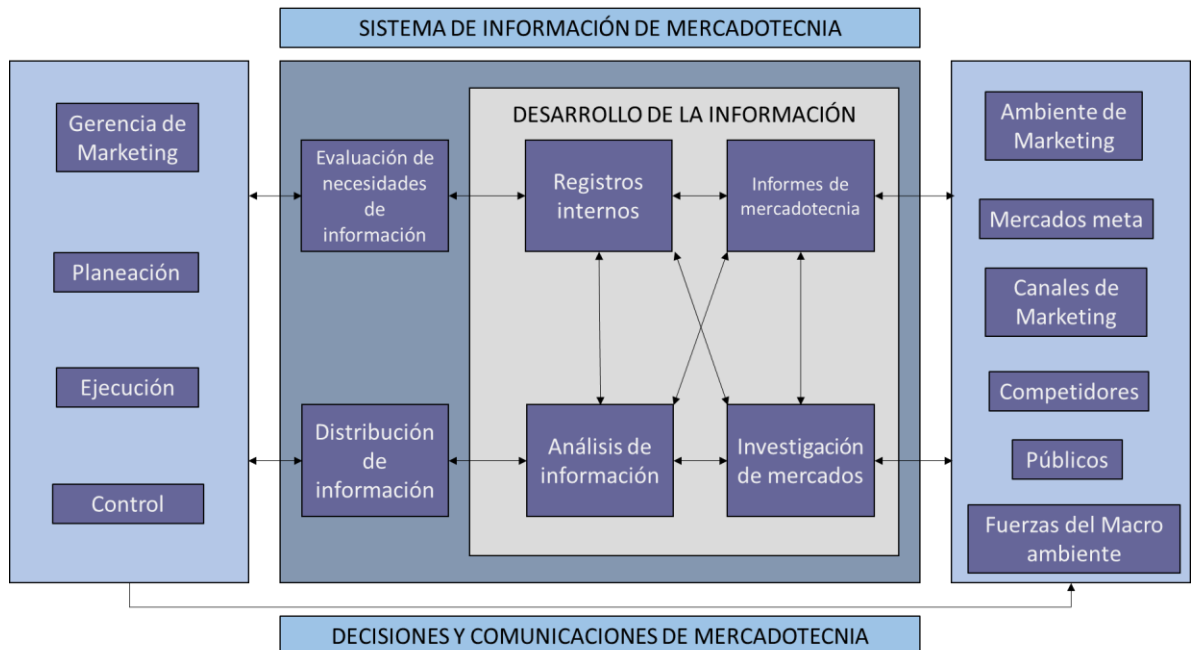 SISTEMA DE INFORMACIÓN DE MERCADOTECNIA
Gerencia de
Marketing
Planeación
Ejecución
Control
Evaluación de
necesidades
de
información
Distribución
de
información
DESARROLLO DE LA INFORMACIÓN
Registros
internos
Informes de
mercadotecnia
Análisis de
información
Investigación
de mercados
Ambiente de
Marketing
Mercados meta
Canales de
Marketing
Competidores
Públicos
Fuerzas del Macro
ambiente
DECISIONES Y COMUNICACIONES DE MERCADOTECNIA